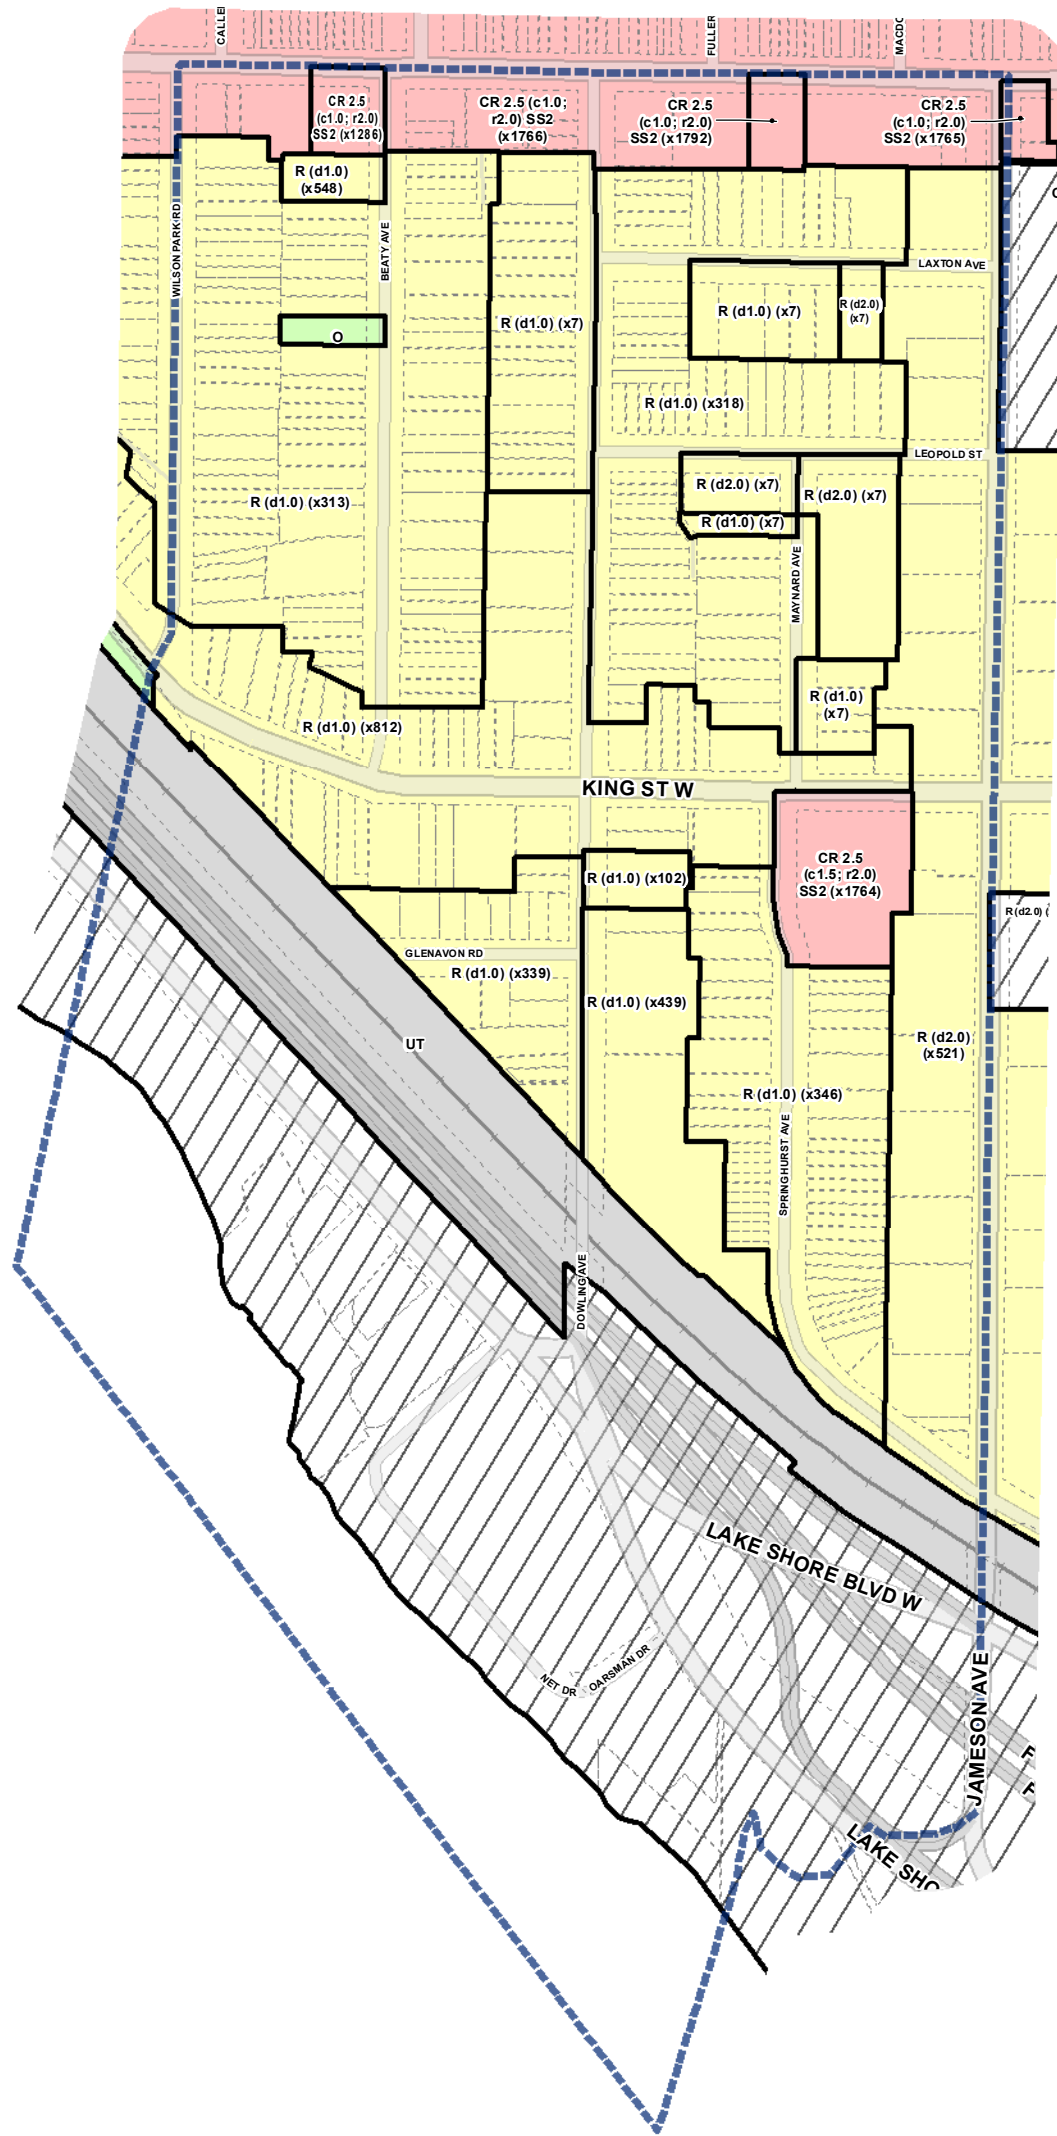 CALLE
FULLER
MACDO
CR 2.5
(c1.0; r2.0)
SS2 (x1286)
CR 2.5 (c1.0;
r2.0) SS2
(x1766)
CR 2.5
(c1.0; r2.0)
SS2 (x1792)
CR 2.5
(c1.0; r2.0)
SS2 (x1765)
R (d1.0)
(x548)
WILSON PARK RD
BEATY AVE
LAXTON AVE
R (d1.0) (x7)
R (d1.0) (x7)
R (d2.0)
(x7)
O
R (d1.0) (x318)
LEOPOLD ST
R (d1.0) (x313)
R (d2.0) (x7)
R (d2.0) (x7)
R (d1.0) (x7)
MAYNARD AVE
R (d1.0)
(x7)
R (d1.0) (x812)
KING ST W
CR 2.5
(c1.5; r2.0)
SS2 (x1764)
R (d1.0) (x102)
R (d2.0) (
GLENAVON RD
R (d1.0) (x339)
R (d1.0) (x439)
UT
R (d2.0)
(x521)
R (d1.0) (x346)
SPRINGHURST AVE
DOWLING AVE
LAKE SHORE BLVD W
NET DR
OARSMAN DR
JAMESON AVE
F
F
LAKE SHO